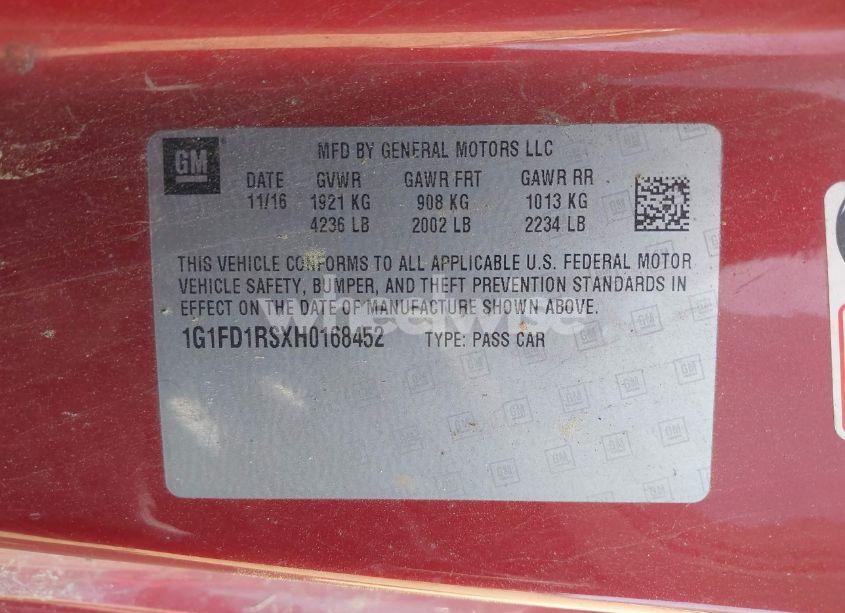 GM
MFD BY GENERAL MOTORS LLC
DATE GVWR GAWR FRT GAWR RR
11/16 1921 KG 908 KG 1013 KG
4236 LB 2002 LB 2234 LB
THIS VEHICLE CONFORMS TO ALL APPLICABLE U.S. FEDERAL MOTOR
VEHICLE SAFETY, BUMPER, AND THEFT PREVENTION STANDARDS IN
EFFECT ON THE DATE OF MANUFACTURE SHOWN ABOVE.
1G1FD1RSXH0168452 TYPE: PASS CAR
Wheelwise